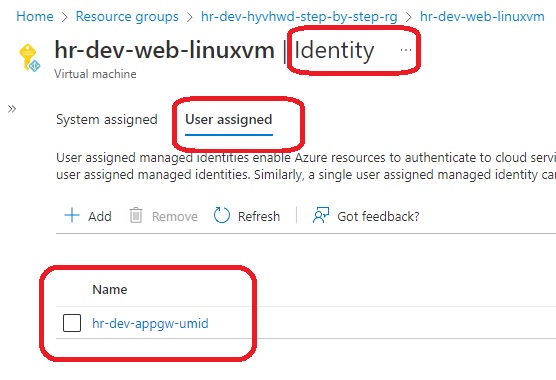 Home > Resource groups > hr-dev-hyvhwd-step-by-step-rg > hr-dev-web-linuxvm
hr-dev-web-linuxvm | Identity ...
Virtual machine
»
System assigned User assigned
User assigned managed identities enable Azure resources to authenticate to cloud servic
user assigned managed identities. Similarly, a single user assigned managed identity can
+ Add Remove Refresh Got feedback?
Name
hr-dev-appgw-umid